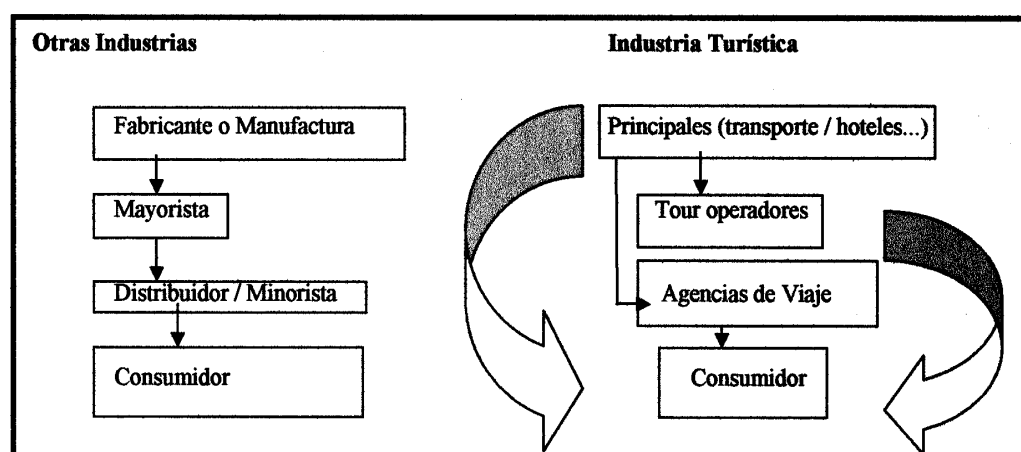 Otras Industrias
Industria Turística
Fabricante o Manufactura
Mayorista
Distribuidor / Minorista
Consumidor
Principales (transporte / hoteles...)
Tour operadores
Agencias de Viaje
Consumidor